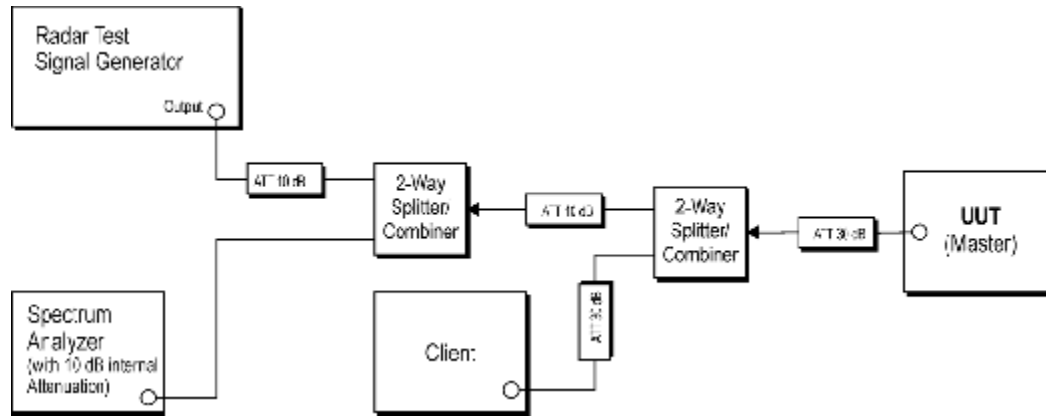 Radar Test
Signal Generator
Output
ATT 10 dB
2-Way
Splitter/
Combiner
ATT 10 dB
2-Way
Splitter/
Combiner
ATT 30 dB
UUT
(Master)
Spectrum
Analyzer
(with 10 dB internal
Attenuation)
Client
ATT 30 dB